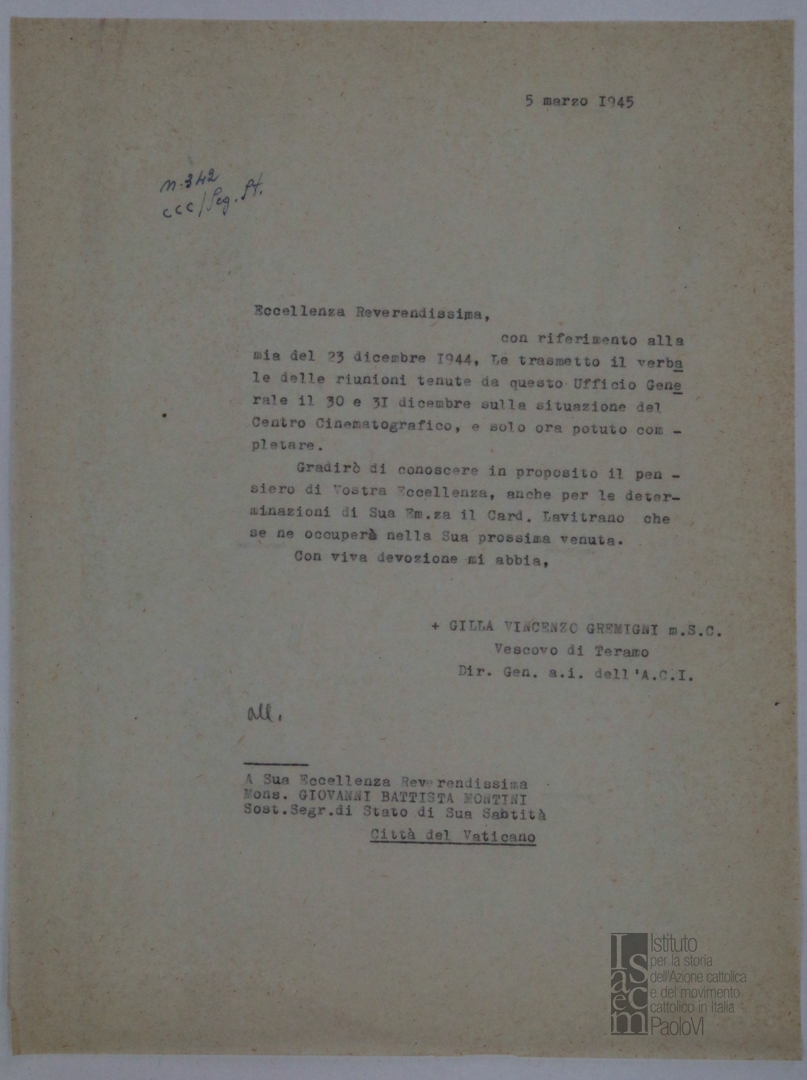 5 marzo I945
n. 342
ccc/Seg. St.
Eccellenza Reverendissima,
con riferimento alla
mia del 23 dicembre I944, Le trasmetto il verba
le delle riunioni tenute da questo Ufficio Gene
rale il 30 e 3I dicembre sulla situazione del
Centro Cinematografico, e solo ora potuto com -
pletare.
Gradirò di conoscere in proposito il pen -
siero di Vostra Eccellenza, anche per le deter-
minazioni di Sua Em.za il Card. Lavitrano che
se ne occuperà nella Sua prossima venuta.
Con viva devozione mi abbia,
+ GILLA VINCENZO GREMIGNI m.S.C.
Vescovo di Teramo
Dir. Gen. a.i. dell'A.C.I.
all.
A Sua Eccellenza Reverendissima
Mons. GIOVANNI BATTISTA MONTINI
Sost.Segr.di Stato di Sua Santità
Città del Vaticano
Isacem
Istituto
per la storia
dell'Azione cattolica
e del movimento
cattolico in Italia
PaoloVI